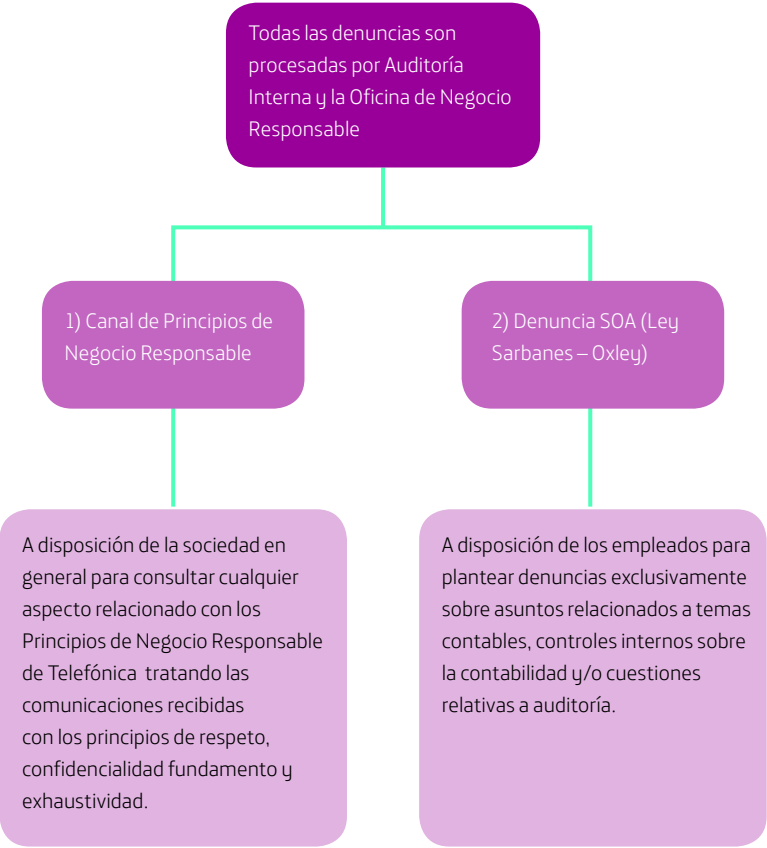 Todas las denuncias son
procesadas por Auditoría
Interna y la Oficina de Negocio
Responsable
1) Canal de Principios de
Negocio Responsable
2) Denuncia SOA (Ley
Sarbanes – Oxley)
A disposición de la sociedad en
general para consultar cualquier
aspecto relacionado con los
Principios de Negocio Responsable
de Telefónica tratando las
comunicaciones recibidas
con los principios de respeto,
confidencialidad fundamento y
exhaustividad.
A disposición de los empleados para
plantear denuncias exclusivamente
sobre asuntos relacionados a temas
contables, controles internos sobre
la contabilidad y/o cuestiones
relativas a auditoría.